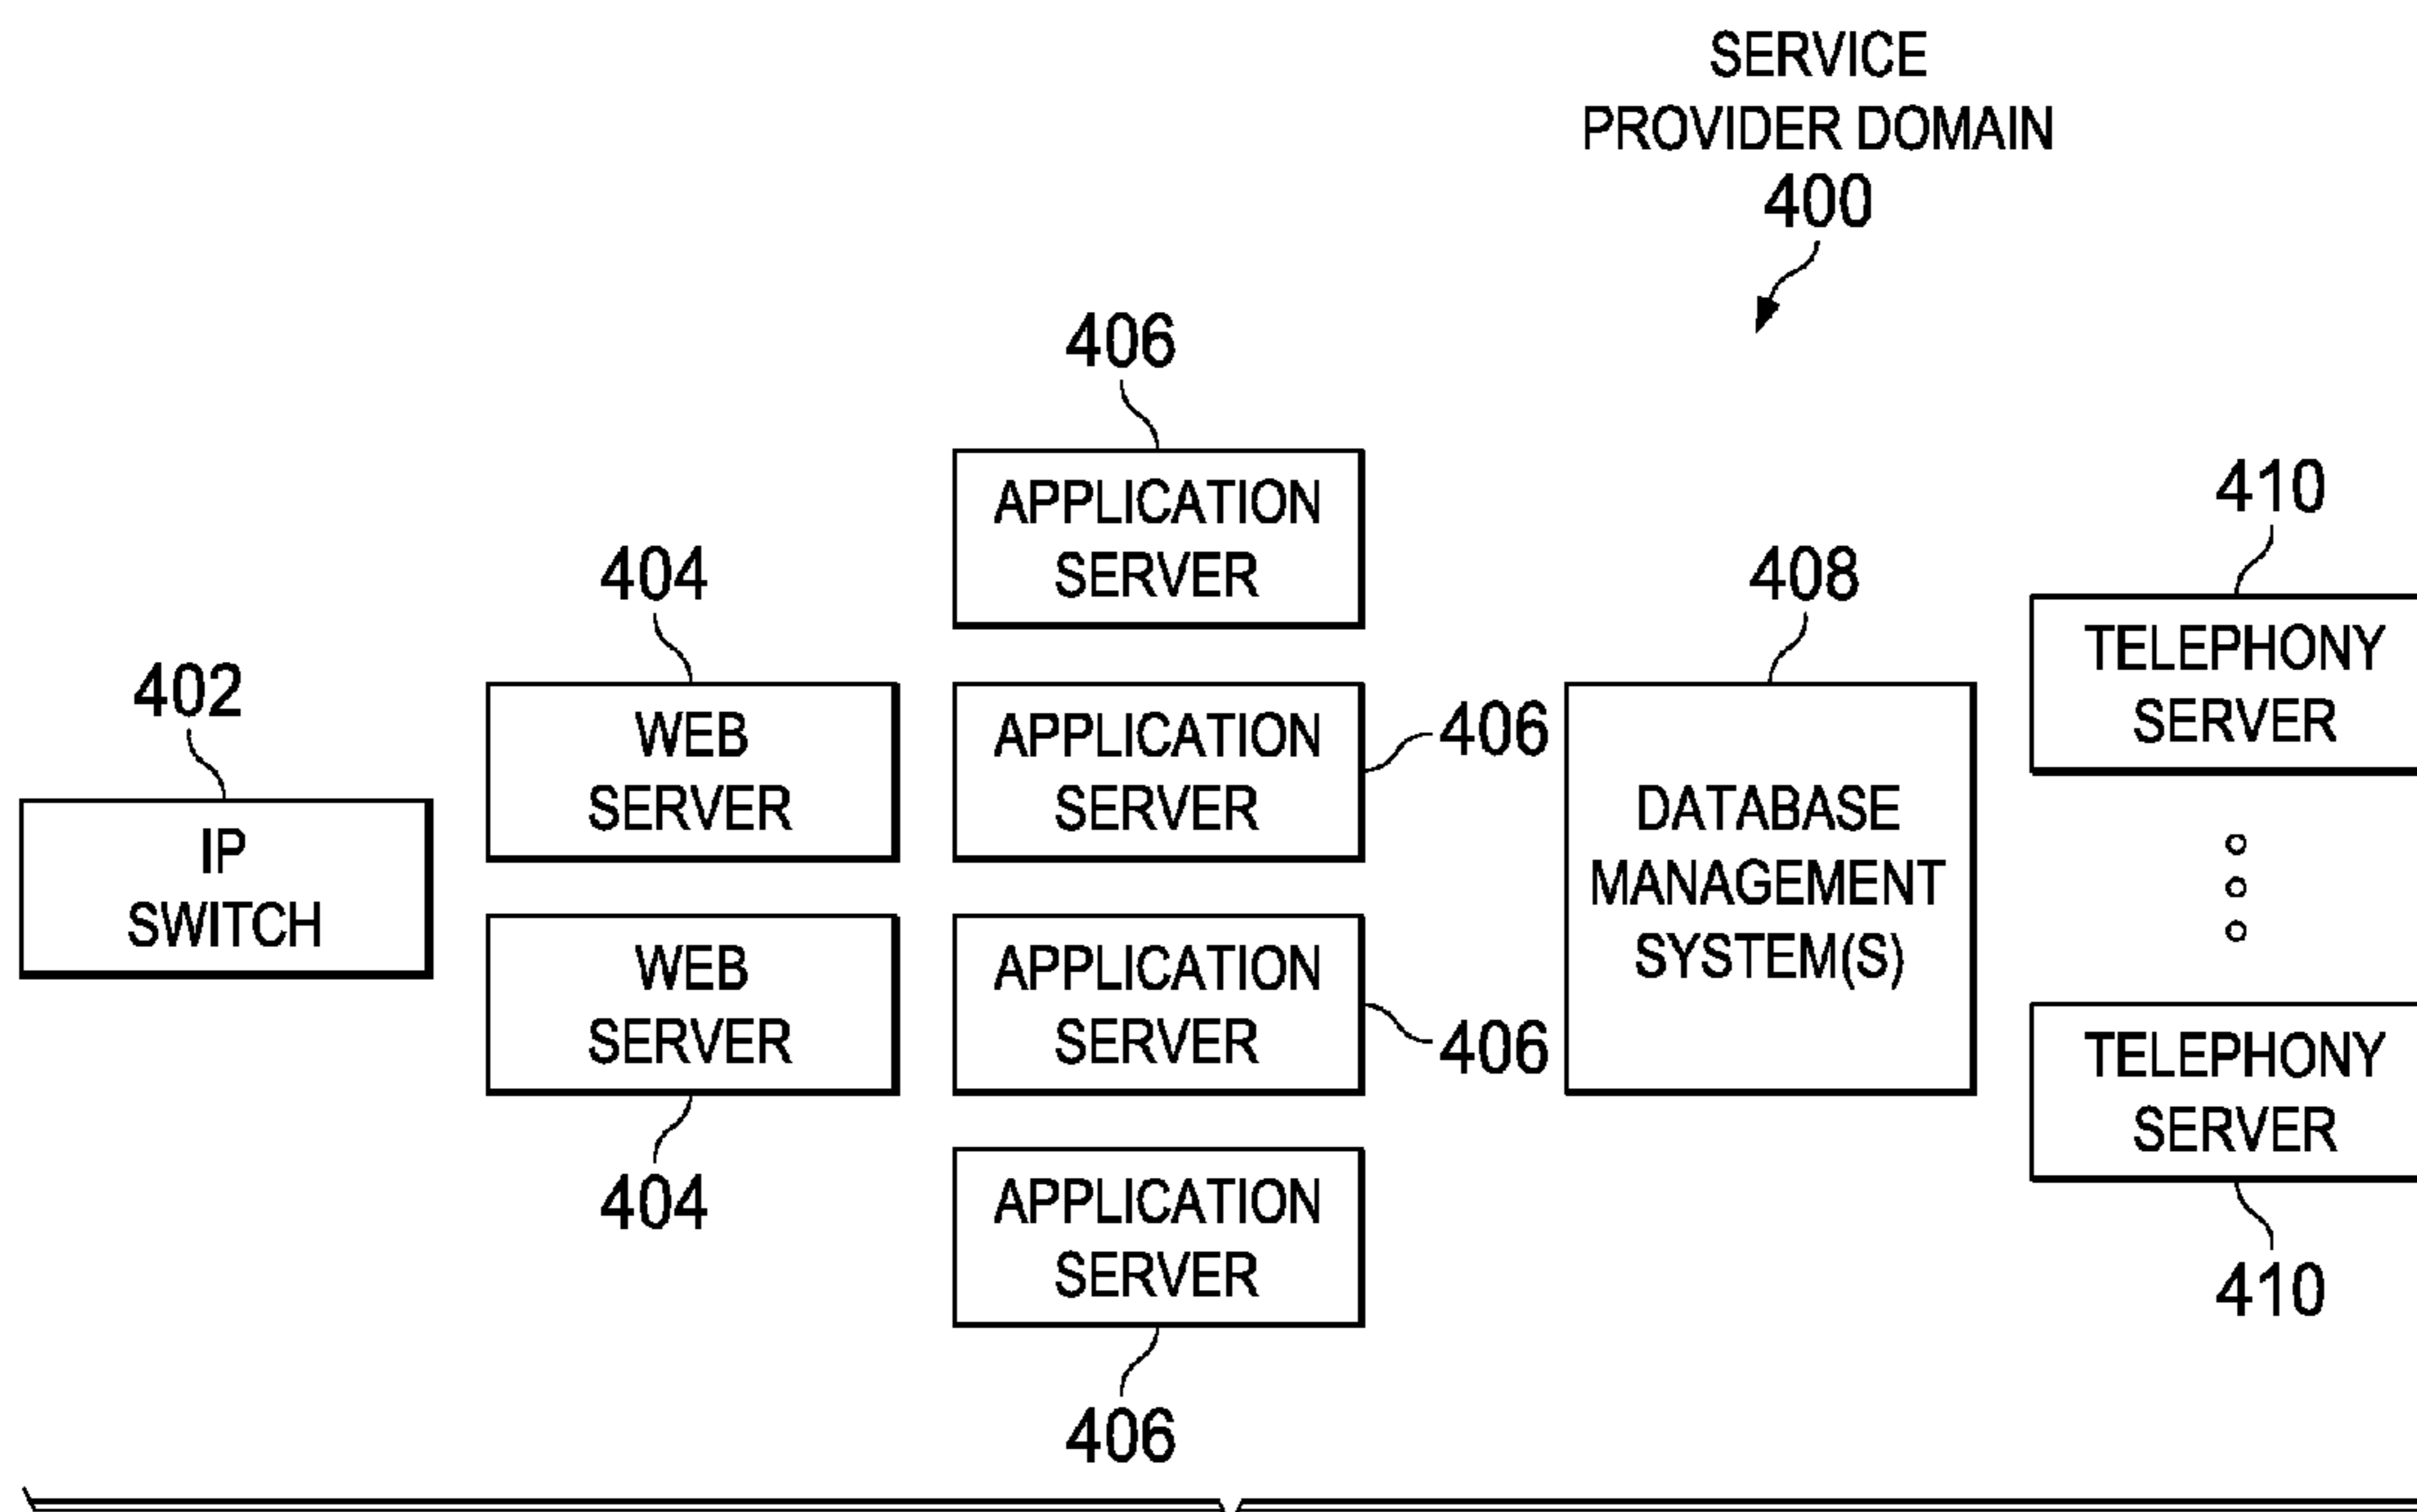 SERVICE
PROVIDER DOMAIN
400
406
APPLICATION
SERVER
410
404
408
TELEPHONY
SERVER
402
WEB
SERVER
APPLICATION
SERVER
406
DATABASE
MANAGEMENT
SYSTEM(S)
IP
SWITCH
WEB
SERVER
APPLICATION
SERVER
406
TELEPHONY
SERVER
404
APPLICATION
SERVER
410
406